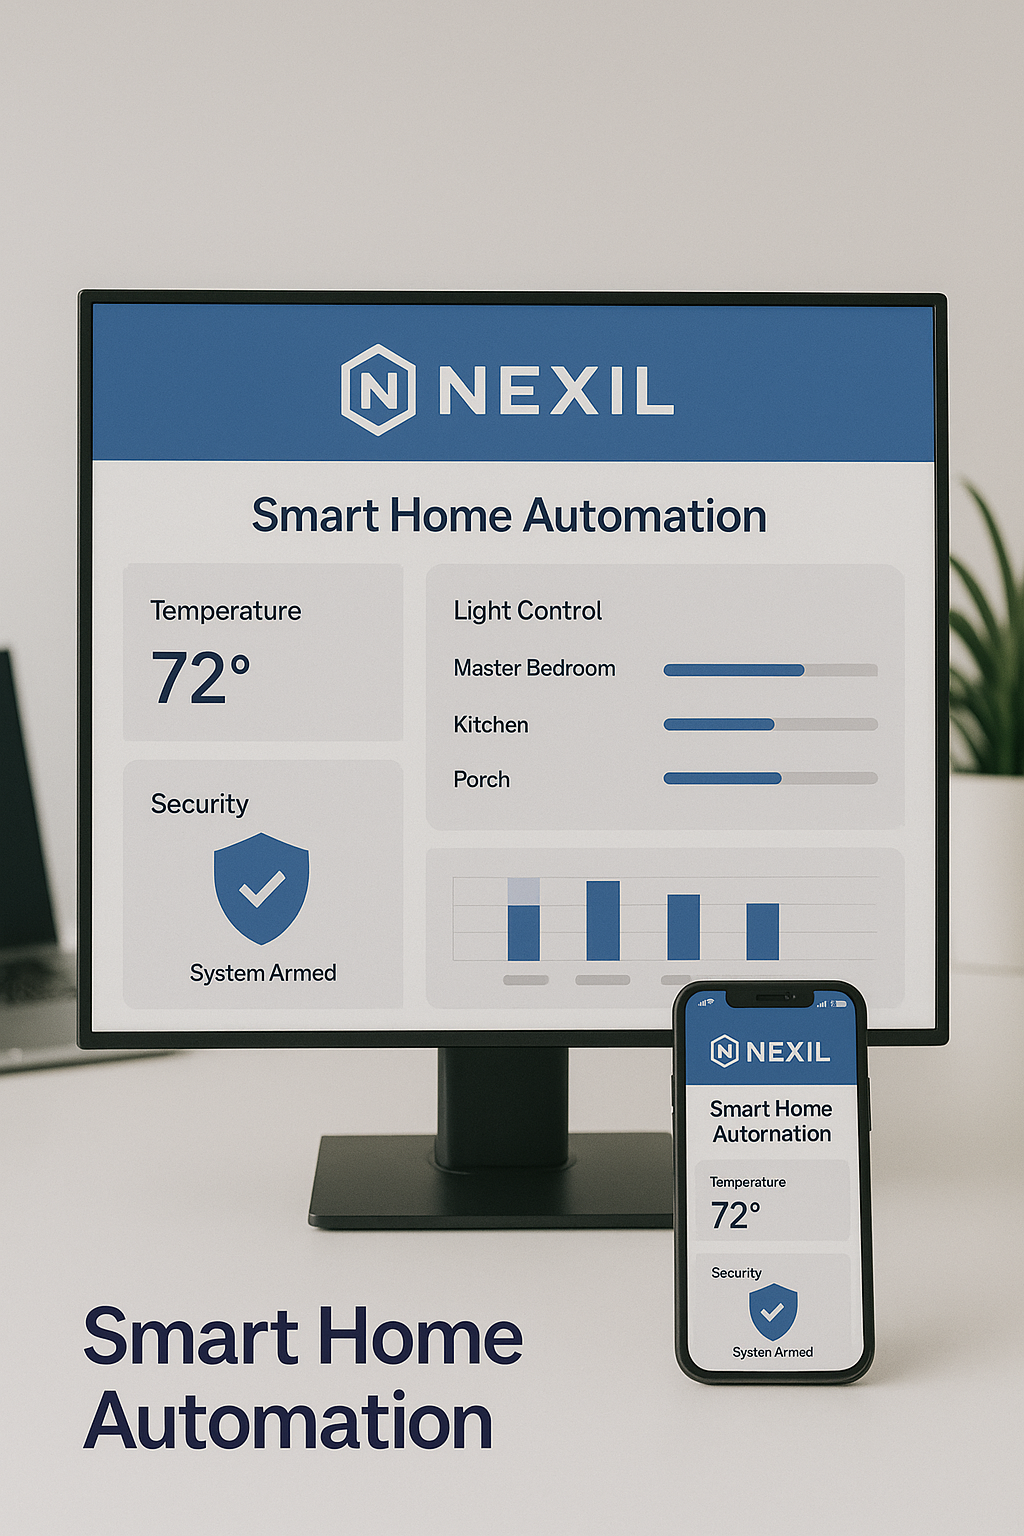 N NEXIL
Smart Home Automation
Temperature
72°
Light Control
Master Bedroom
Kitchen
Porch
Security
System Armed
N NEXIL
Smart Home
Autornation
Temperature
72°
Security
Systen Armed
Smart Home
Automation